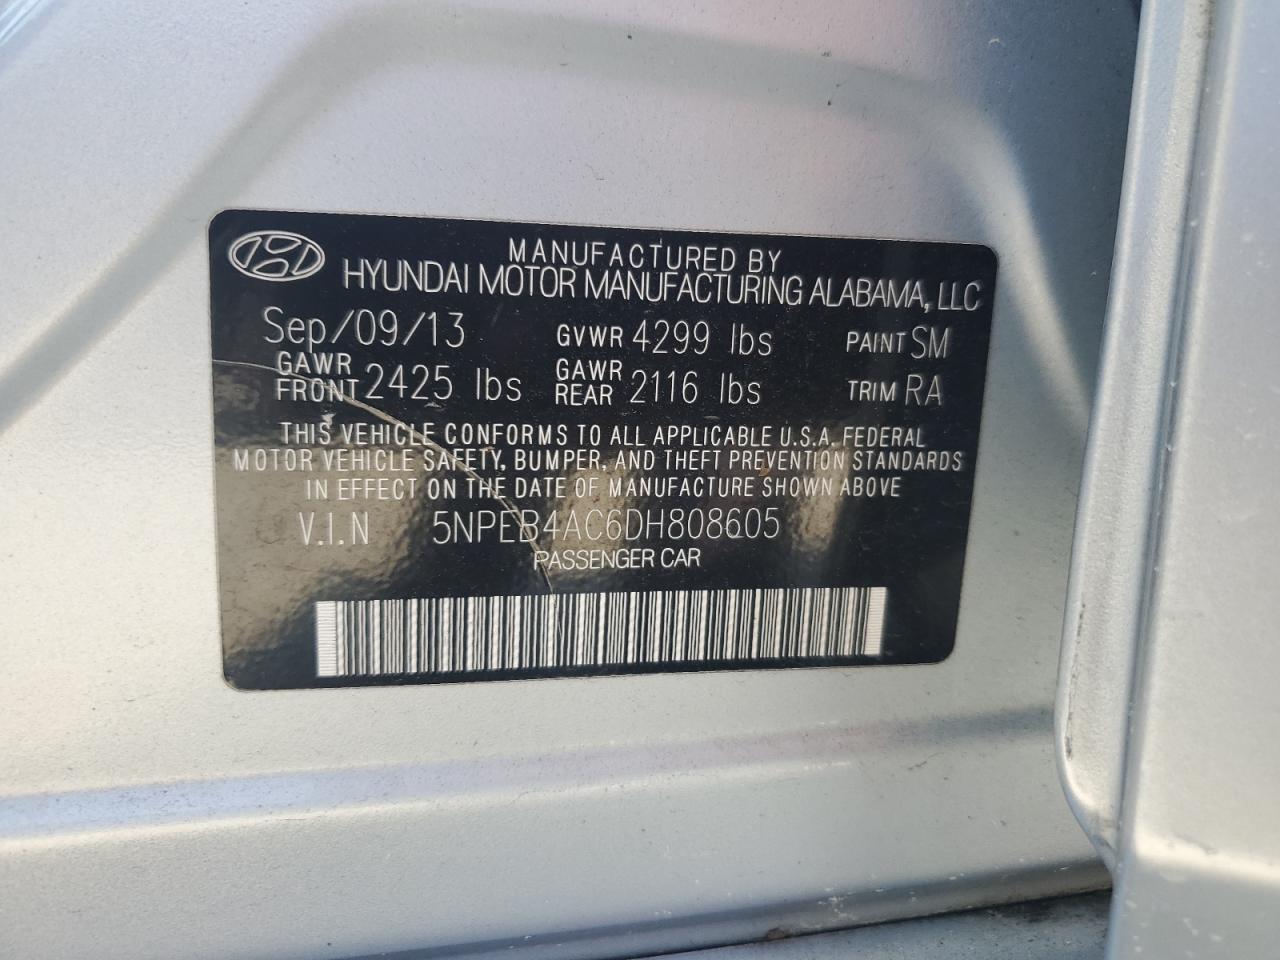 MANUFACTURED BY
HYUNDAI MOTOR MANUFACTURING ALABAMA, LLC
Sep/09/13 GVWR 4299 lbs PAINT SM
GAWR FRONT 2425 lbs GAWR REAR 2116 lbs TRIM RA
THIS VEHICLE CONFORMS TO ALL APPLICABLE U.S.A. FEDERAL
MOTOR VEHICLE SAFETY, BUMPER, AND THEFT PREVENTION STANDARDS
IN EFFECT ON THE DATE OF MANUFACTURE SHOWN ABOVE
V.I.N 5NPEB4AC6DH808605
PASSENGER CAR